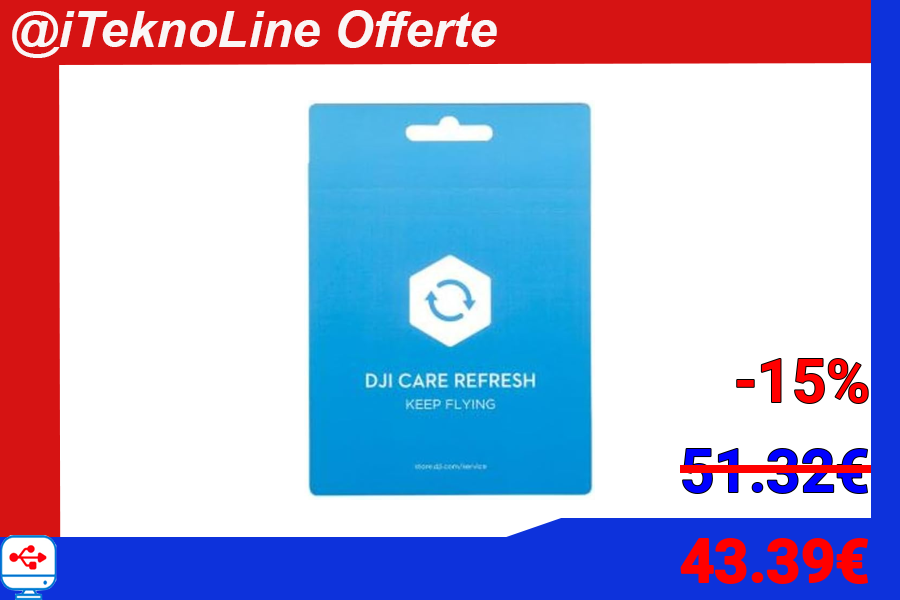 @iTeknoLine Offerte
DJI CARE REFRESH
KEEP FLYING
store.dji.com/service
-15%
51.32€
43.39€